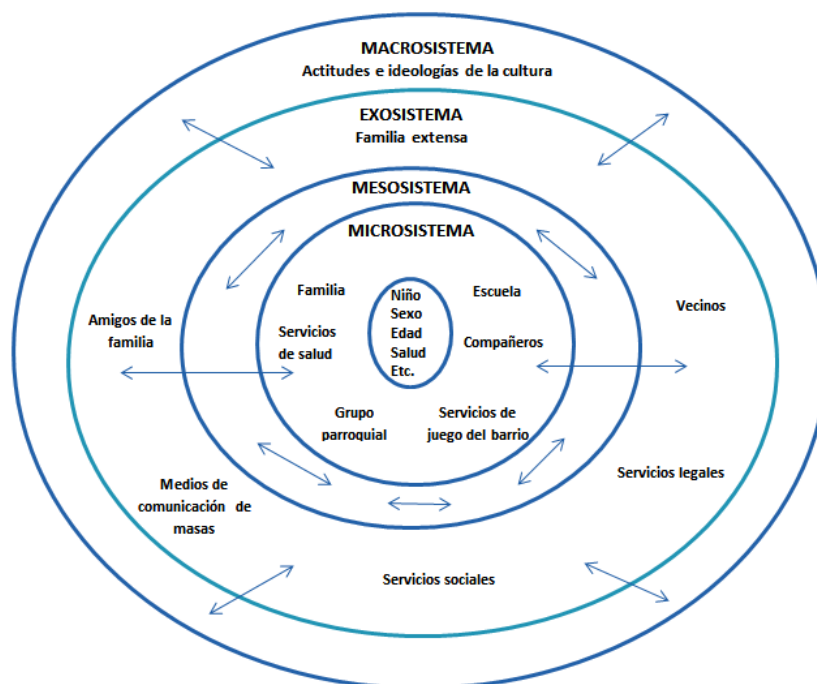 MACROSISTEMA
Actitudes e ideologías de la cultura
EXOSISTEMA
Familia extensa
MESOSISTEMA
MICROSISTEMA
Familia
Niño
Sexo
Edad
Salud
Etc.
Escuela
Vecinos
Amigos de la
familia
Servicios
de salud
Compañeros
Grupo
parroquial
Servicios de
juego del barrio
Medios de
comunicación de
masas
Servicios legales
Servicios sociales